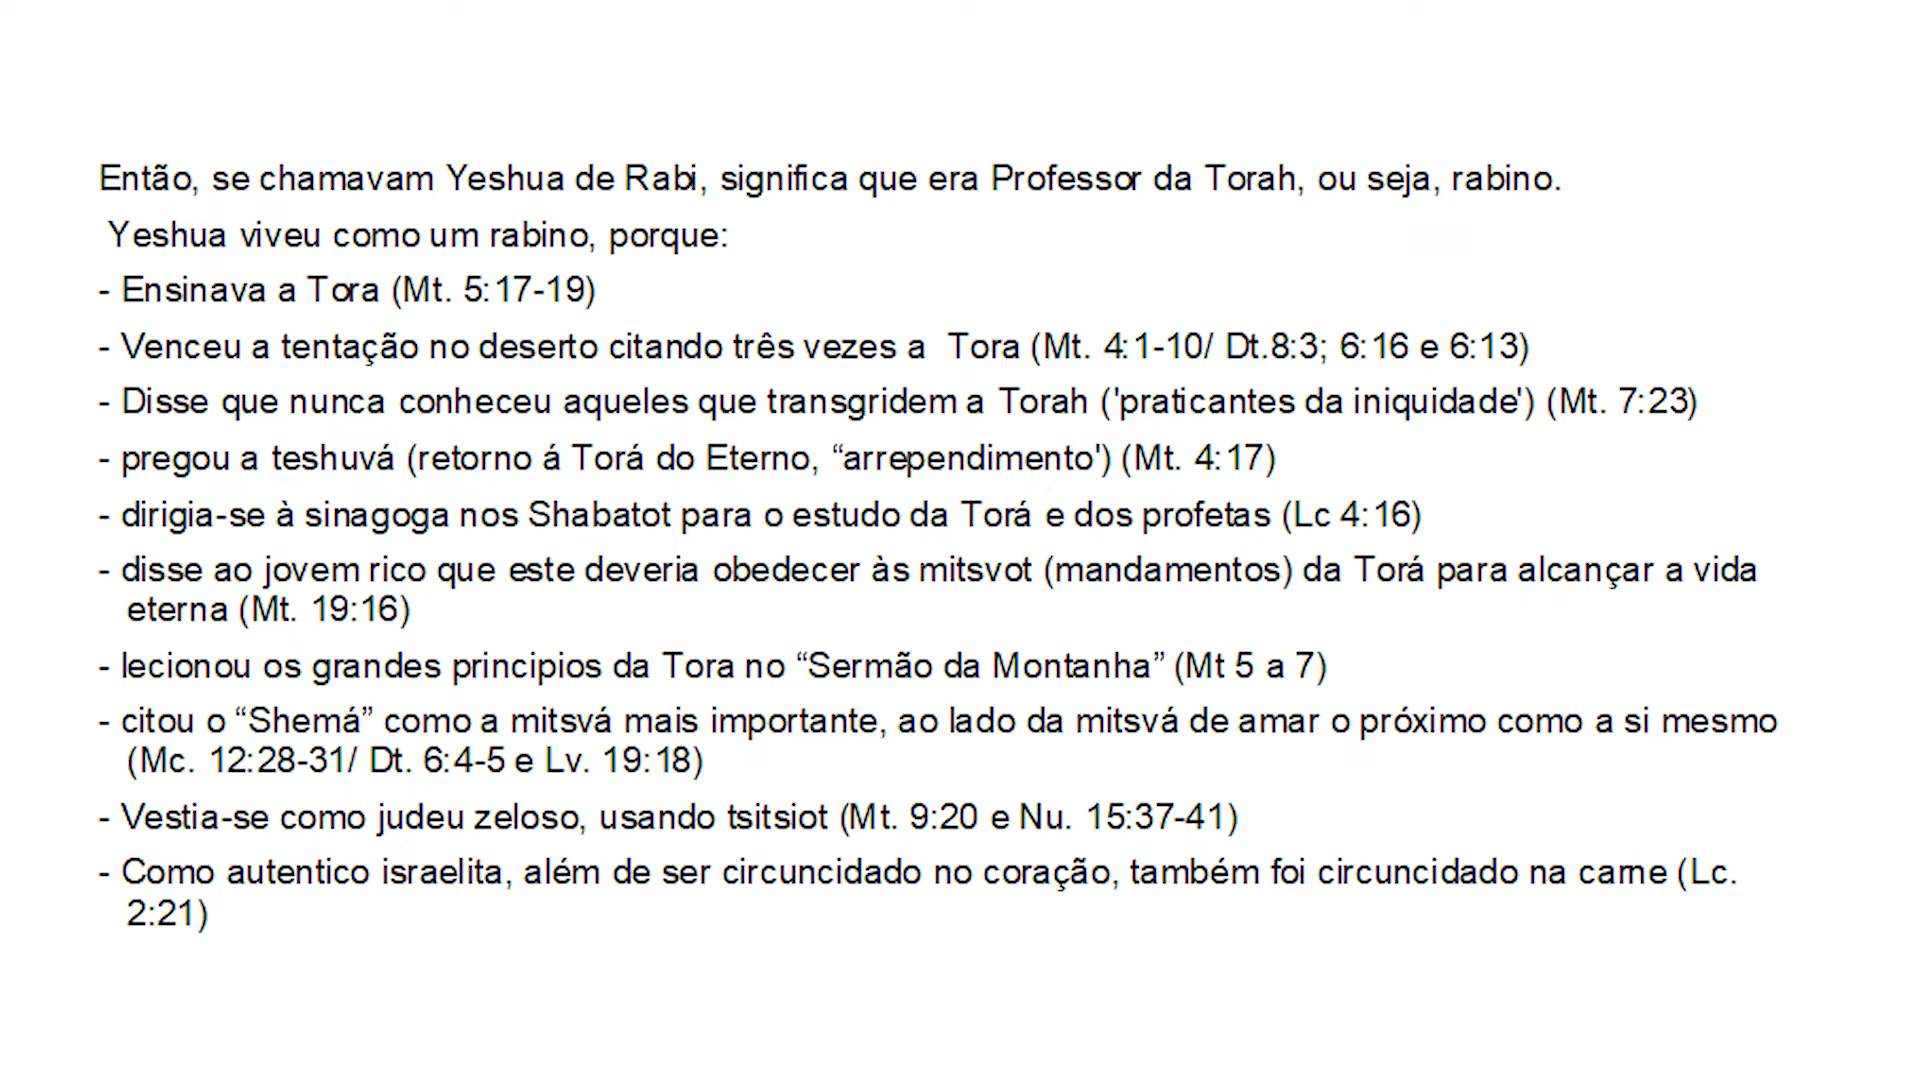 Então, se chamavam Yeshua de Rabi, significa que era Professor da Torah, ou seja, rabino.
Yeshua viveu como um rabino, porque:
- Ensinava a Tora (Mt. 5:17-19)
- Venceu a tentação no deserto citando três vezes a Tora (Mt. 4:1-10/ Dt.8:3; 6:16 e 6:13)
- Disse que nunca conheceu aqueles que transgridem a Torah ('praticantes da iniquidade') (Mt. 7:23)
- pregou a teshuvá (retorno á Torá do Eterno, “arrependimento') (Mt. 4:17)
- dirigia-se à sinagoga nos Shabatot para o estudo da Torá e dos profetas (Lc 4:16)
- disse ao jovem rico que este deveria obedecer às mitsvot (mandamentos) da Torá para alcançar a vida
eterna (Mt. 19:16)
- lecionou os grandes principios da Tora no “Sermão da Montanha” (Mt 5 a 7)
- citou o “Shemá” como a mitsvá mais importante, ao lado da mitsvá de amar o próximo como a si mesmo
(Mc. 12:28-31/ Dt. 6:4-5 e Lv. 19:18)
- Vestia-se como judeu zeloso, usando tsitsiot (Mt. 9:20 e Nu. 15:37-41)
- Como autentico israelita, além de ser circuncidado no coração, também foi circuncidado na carne (Lc.
2:21)